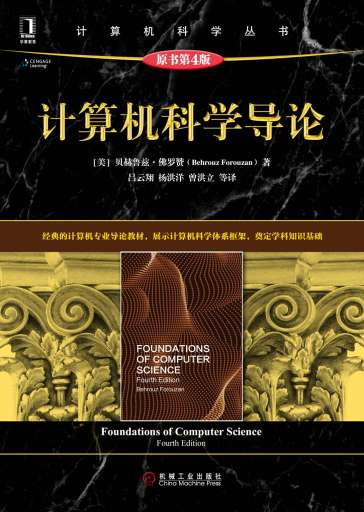 计算机科学丛书
华章教育
CENGAGE
Learning
原书第4版
计算机科学导论
[美] 贝赫鲁兹·佛罗赞（Behrouz Forouzan）著
吕云翔 杨洪洋 曾洪立 等译
经典的计算机专业导论教材，展示计算机科学体系框架，奠定学科知识基础
FOUNDATIONS
OF COMPUTER
SCIENCE
Fourth Edition
Behrouz Forouzan
Foundations of Computer Science
Fourth Edition
机械工业出版社
China Machine Press